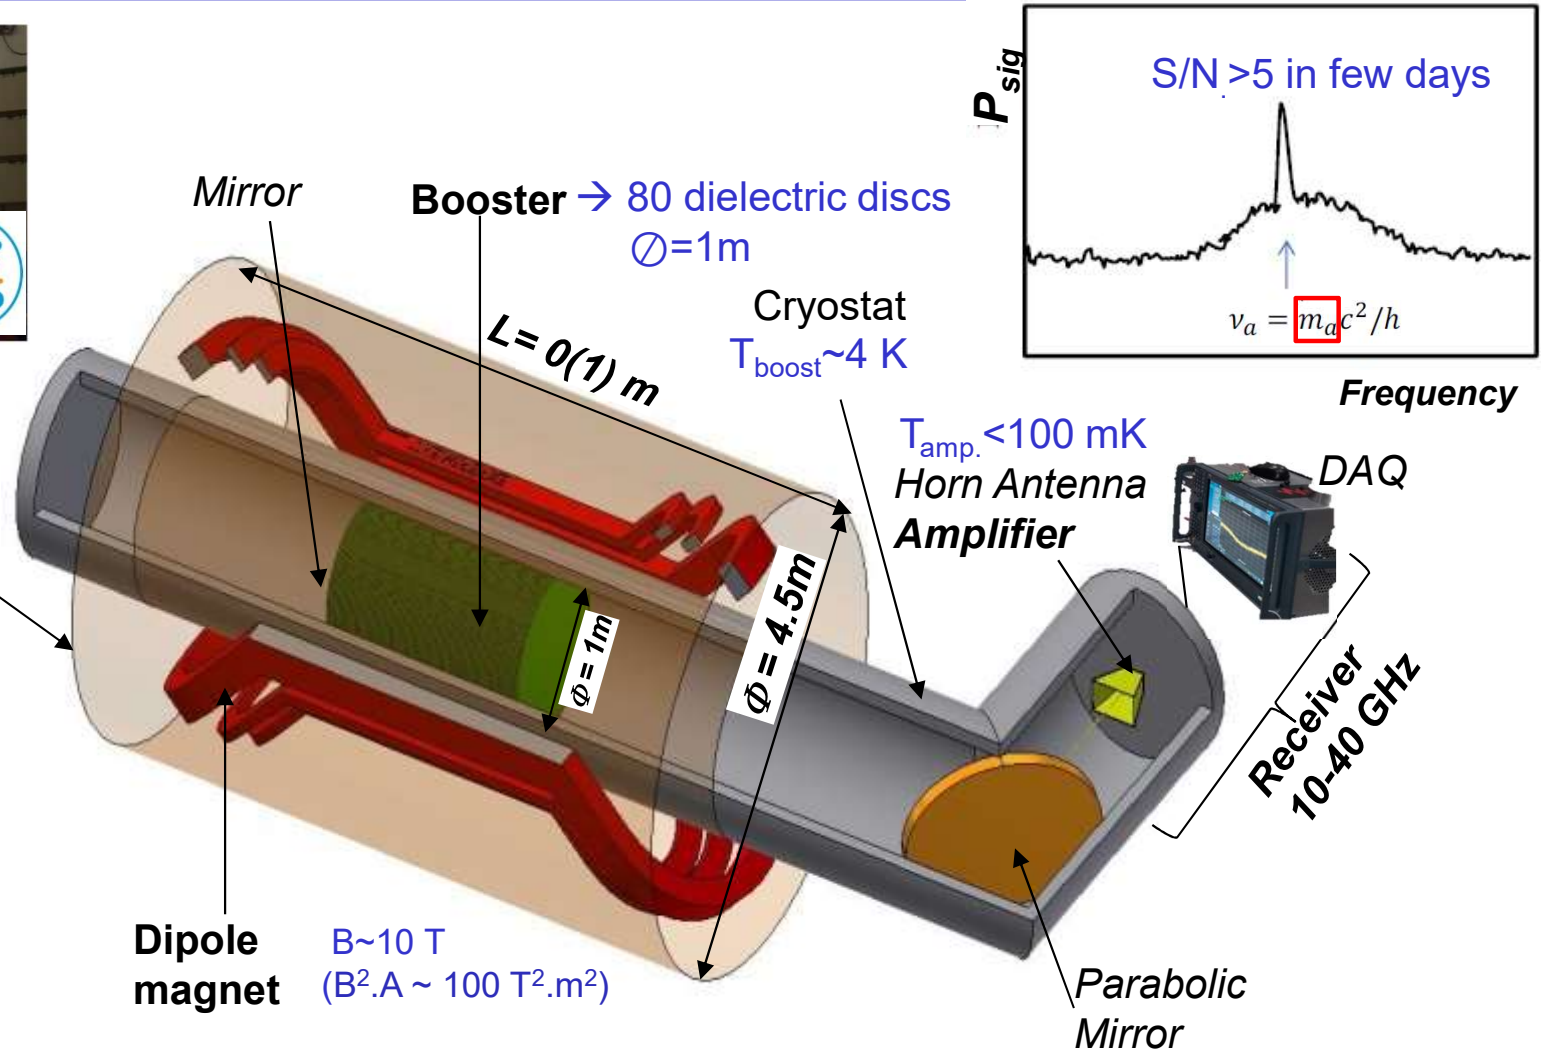 P_sig
S/N >5 in few days
ν_a = m_a c²/h
Frequency
Mirror
Booster → 80 dielectric discs
∅=1m
L= 0(1) m
Cryostat
T_boost~4 K
T_amp. <100 mK
Horn Antenna
Amplifier
DAQ
Φ = 1m
Φ = 4.5m
Receiver
10-40 GHz
Dipole
magnet
B~10 T
(B².A ~ 100 T².m²)
Parabolic
Mirror